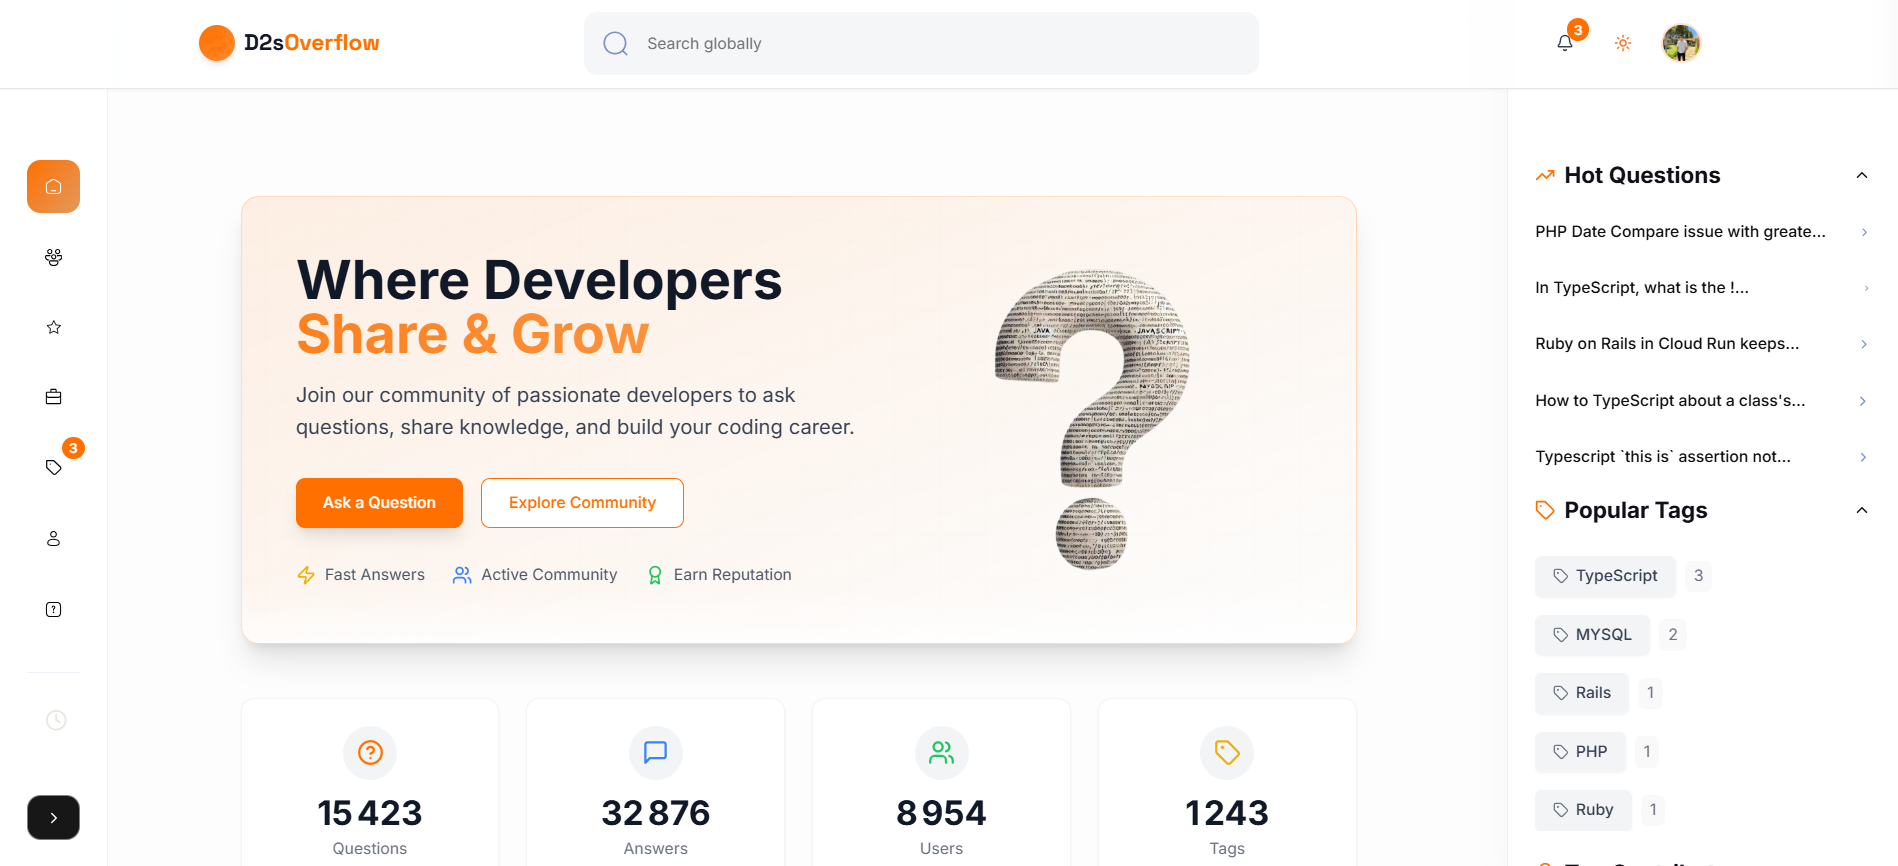 D2sOverflow
Search globally
3
3
Where Developers
Share & Grow
Join our community of passionate developers to ask
questions, share knowledge, and build your coding career.
Ask a Question
Explore Community
Fast Answers
Active Community
Earn Reputation
JAVA
JAVASCRIPT
15 423
Questions
32 876
Answers
8 954
Users
1 243
Tags
Hot Questions
PHP Date Compare issue with greate...
In TypeScript, what is the !...
Ruby on Rails in Cloud Run keeps...
How to TypeScript about a class's...
Typescript `this is` assertion not...
Popular Tags
TypeScript
3
MYSQL
2
Rails
1
PHP
1
Ruby
1